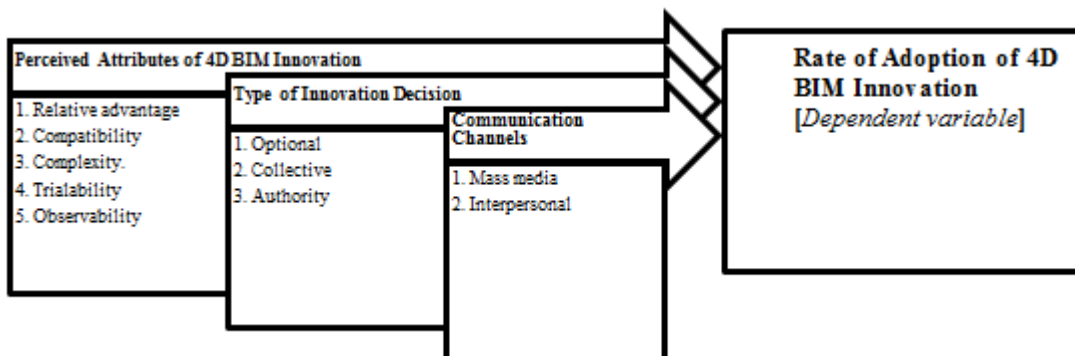 Perceived Attributes of 4D BIM Innovation
1. Relative advantage
2. Compatibility
3. Complexity.
4. Trialability
5. Observability
Type of Innovation Decision
1. Optional
2. Collective
3. Authority
Communication
Channels
1. Mass media
2. Interpersonal
Rate of Adoption of 4D
BIM Innovation
[Dependent variable]